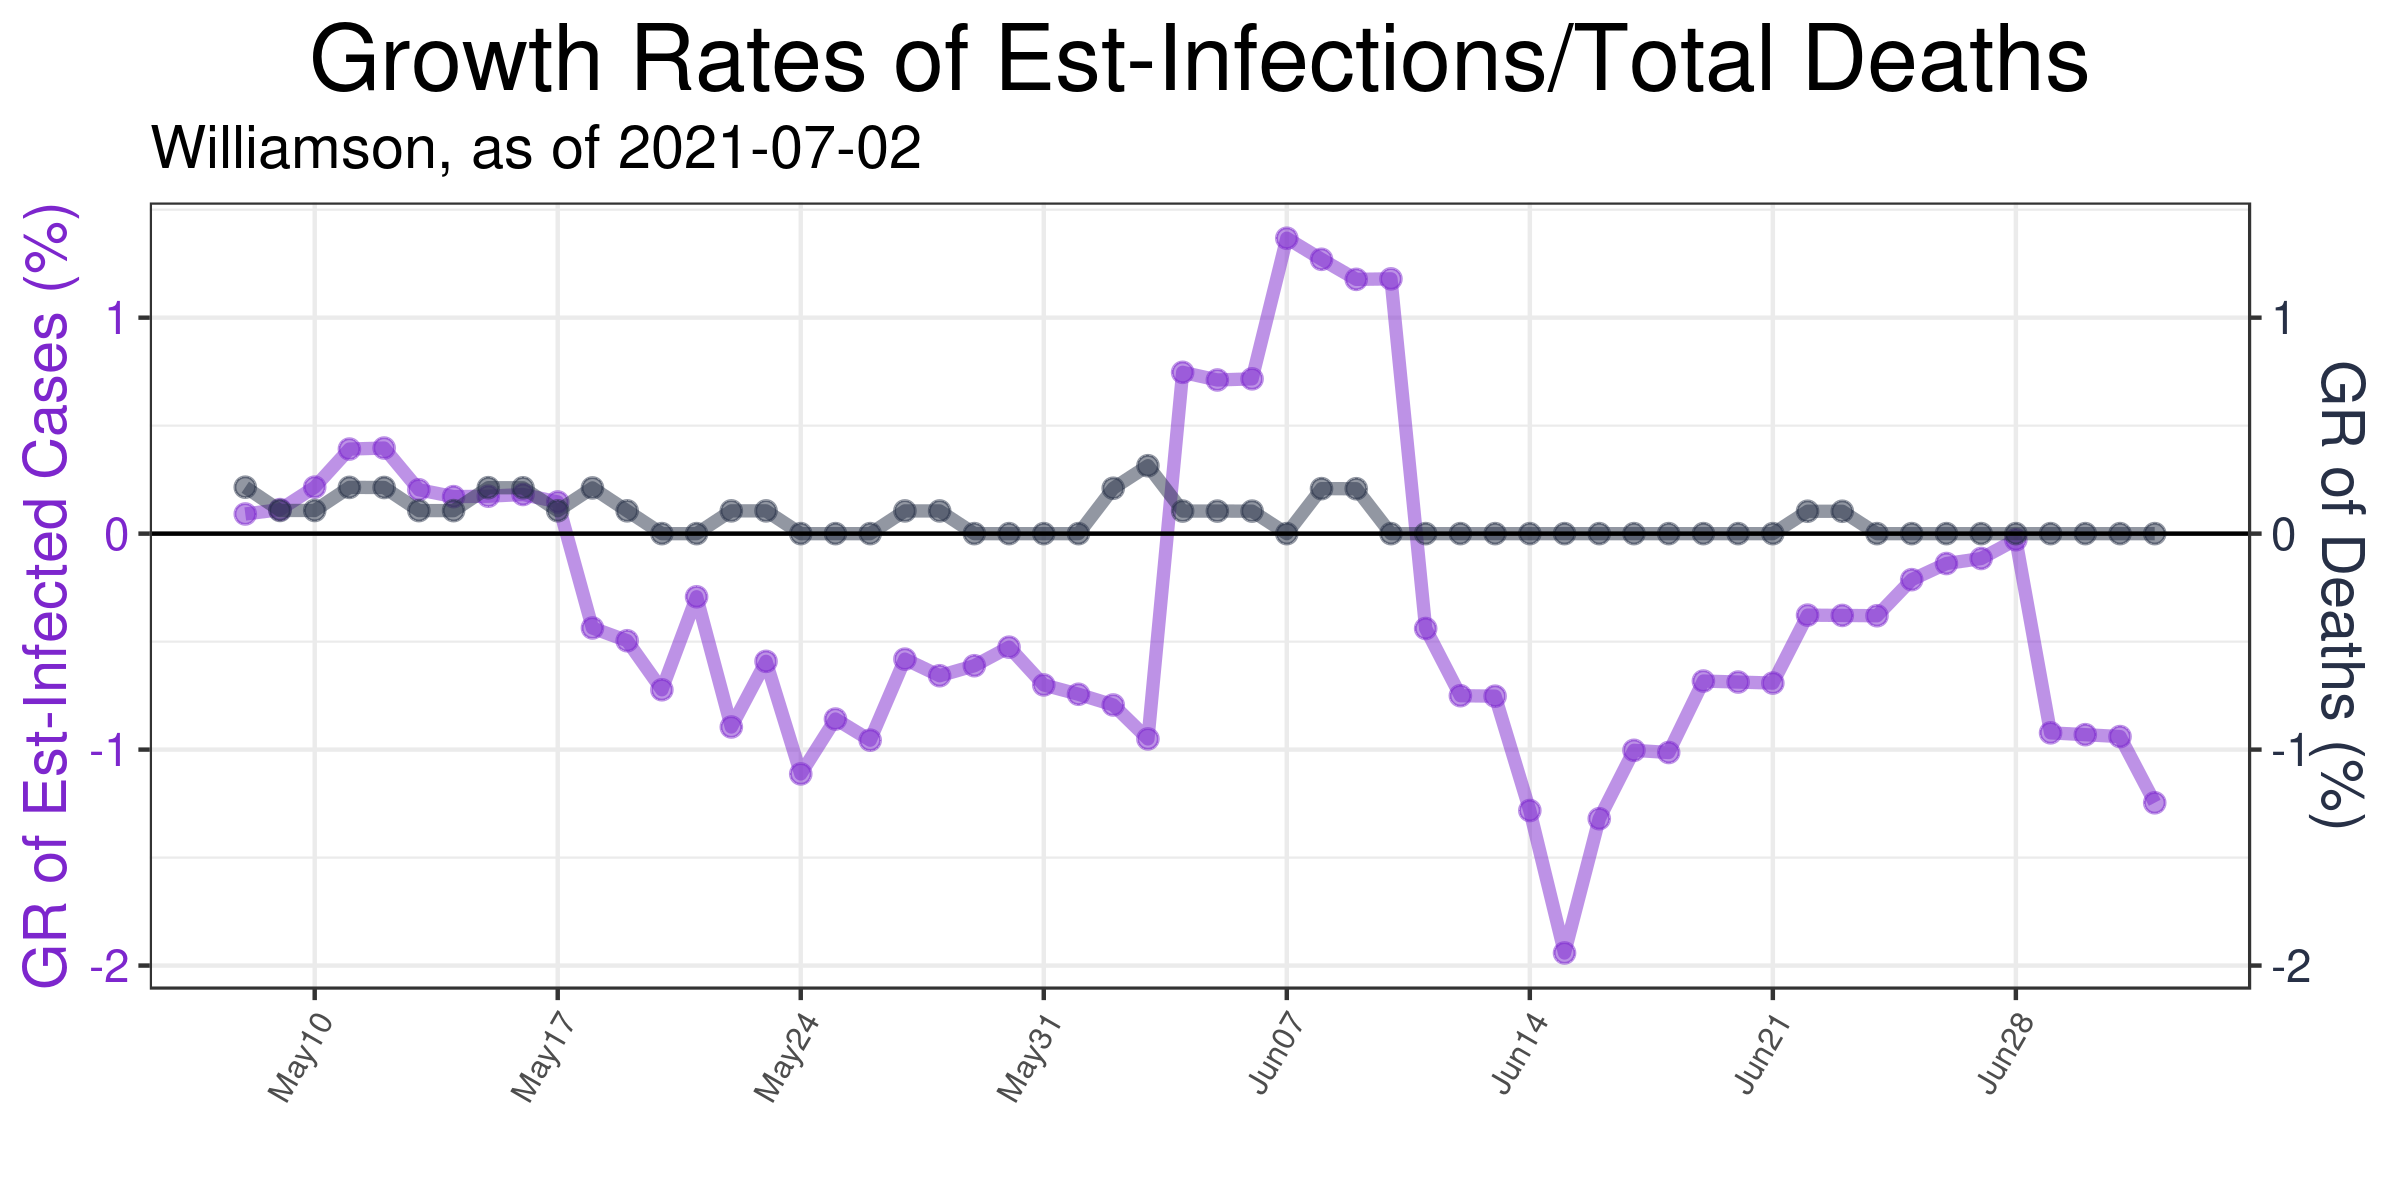 Growth Rates of Est-Infections/Total Deaths
Williamson, as of 2021-07-02
GR of Est-Infected Cases (%)
1
0
-1
-2
1
0
-1
-2
GR of Deaths (%)
May10
May17
May24
May31
Jun07
Jun14
Jun21
Jun28